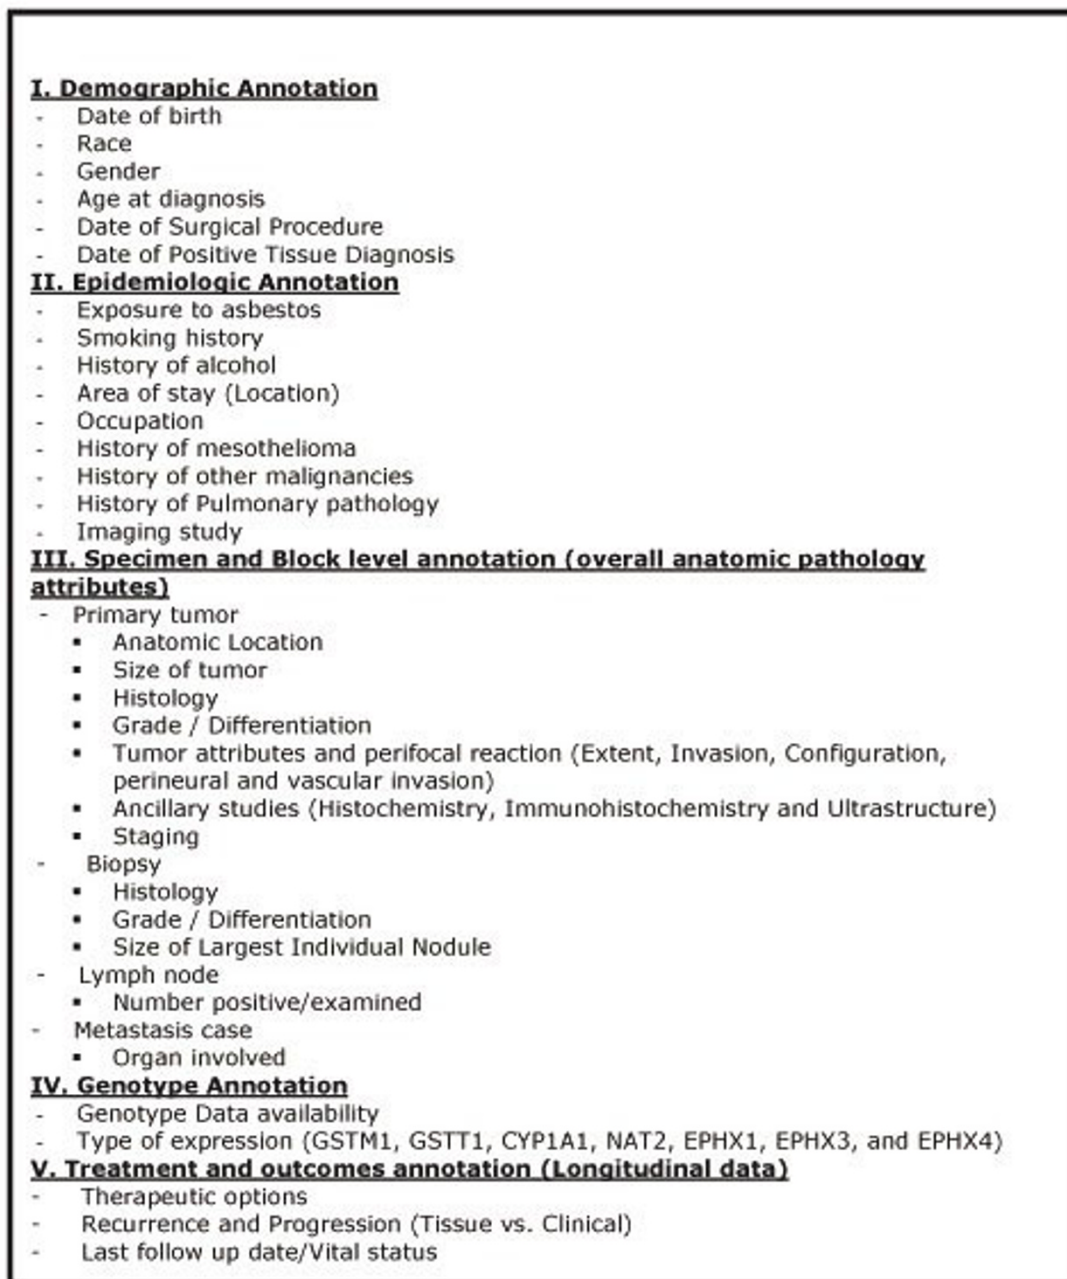 I. Demographic Annotation
- Date of birth
- Race
- Gender
- Age at diagnosis
- Date of Surgical Procedure
- Date of Positive Tissue Diagnosis
II. Epidemiologic Annotation
- Exposure to asbestos
- Smoking history
- History of alcohol
- Area of stay (Location)
- Occupation
- History of mesothelioma
- History of other malignancies
- History of Pulmonary pathology
- Imaging study
III. Specimen and Block level annotation (overall anatomic pathology
attributes)
- Primary tumor
▪ Anatomic Location
▪ Size of tumor
▪ Histology
▪ Grade / Differentiation
▪ Tumor attributes and perifocal reaction (Extent, Invasion, Configuration,
perineural and vascular invasion)
▪ Ancillary studies (Histochemistry, Immunohistochemistry and Ultrastructure)
▪ Staging
- Biopsy
▪ Histology
▪ Grade / Differentiation
▪ Size of Largest Individual Nodule
- Lymph node
▪ Number positive/examined
- Metastasis case
▪ Organ involved
IV. Genotype Annotation
- Genotype Data availability
- Type of expression (GSTM1, GSTT1, CYP1A1, NAT2, EPHX1, EPHX3, and EPHX4)
V. Treatment and outcomes annotation (Longitudinal data)
- Therapeutic options
- Recurrence and Progression (Tissue vs. Clinical)
- Last follow up date/Vital status